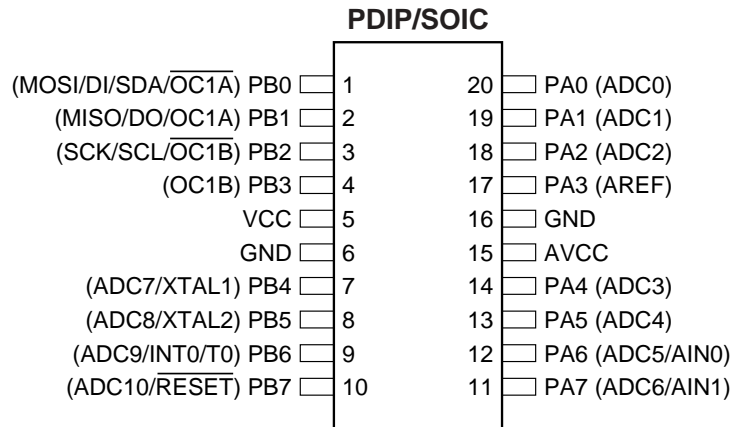 PDIP/SOIC
(MOSI/DI/SDA/O̅C̅1̅A̅) PB0 1 20 PA0 (ADC0)
(MISO/DO/OC1A) PB1 2 19 PA1 (ADC1)
(SCK/SCL/O̅C̅1̅B̅) PB2 3 18 PA2 (ADC2)
(OC1B) PB3 4 17 PA3 (AREF)
VCC 5 16 GND
GND 6 15 AVCC
(ADC7/XTAL1) PB4 7 14 PA4 (ADC3)
(ADC8/XTAL2) PB5 8 13 PA5 (ADC4)
(ADC9/INT0/T0) PB6 9 12 PA6 (ADC5/AIN0)
(ADC10/R̅E̅S̅E̅T̅) PB7 10 11 PA7 (ADC6/AIN1)